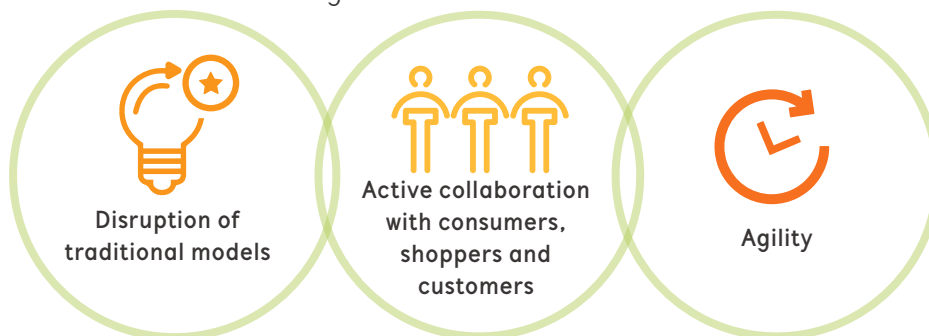 Disruption of
traditional models
Active collaboration
with consumers,
shoppers and
customers
Agility